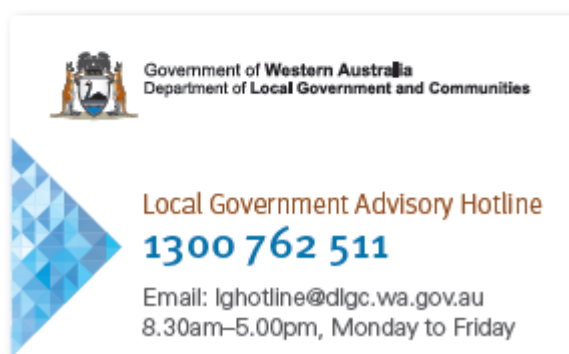 Government of Western Australia
Department of Local Government and Communities
Local Government Advisory Hotline
1300 762 511
Email: lghotline@dlgc.wa.gov.au
8.30am–5.00pm, Monday to Friday